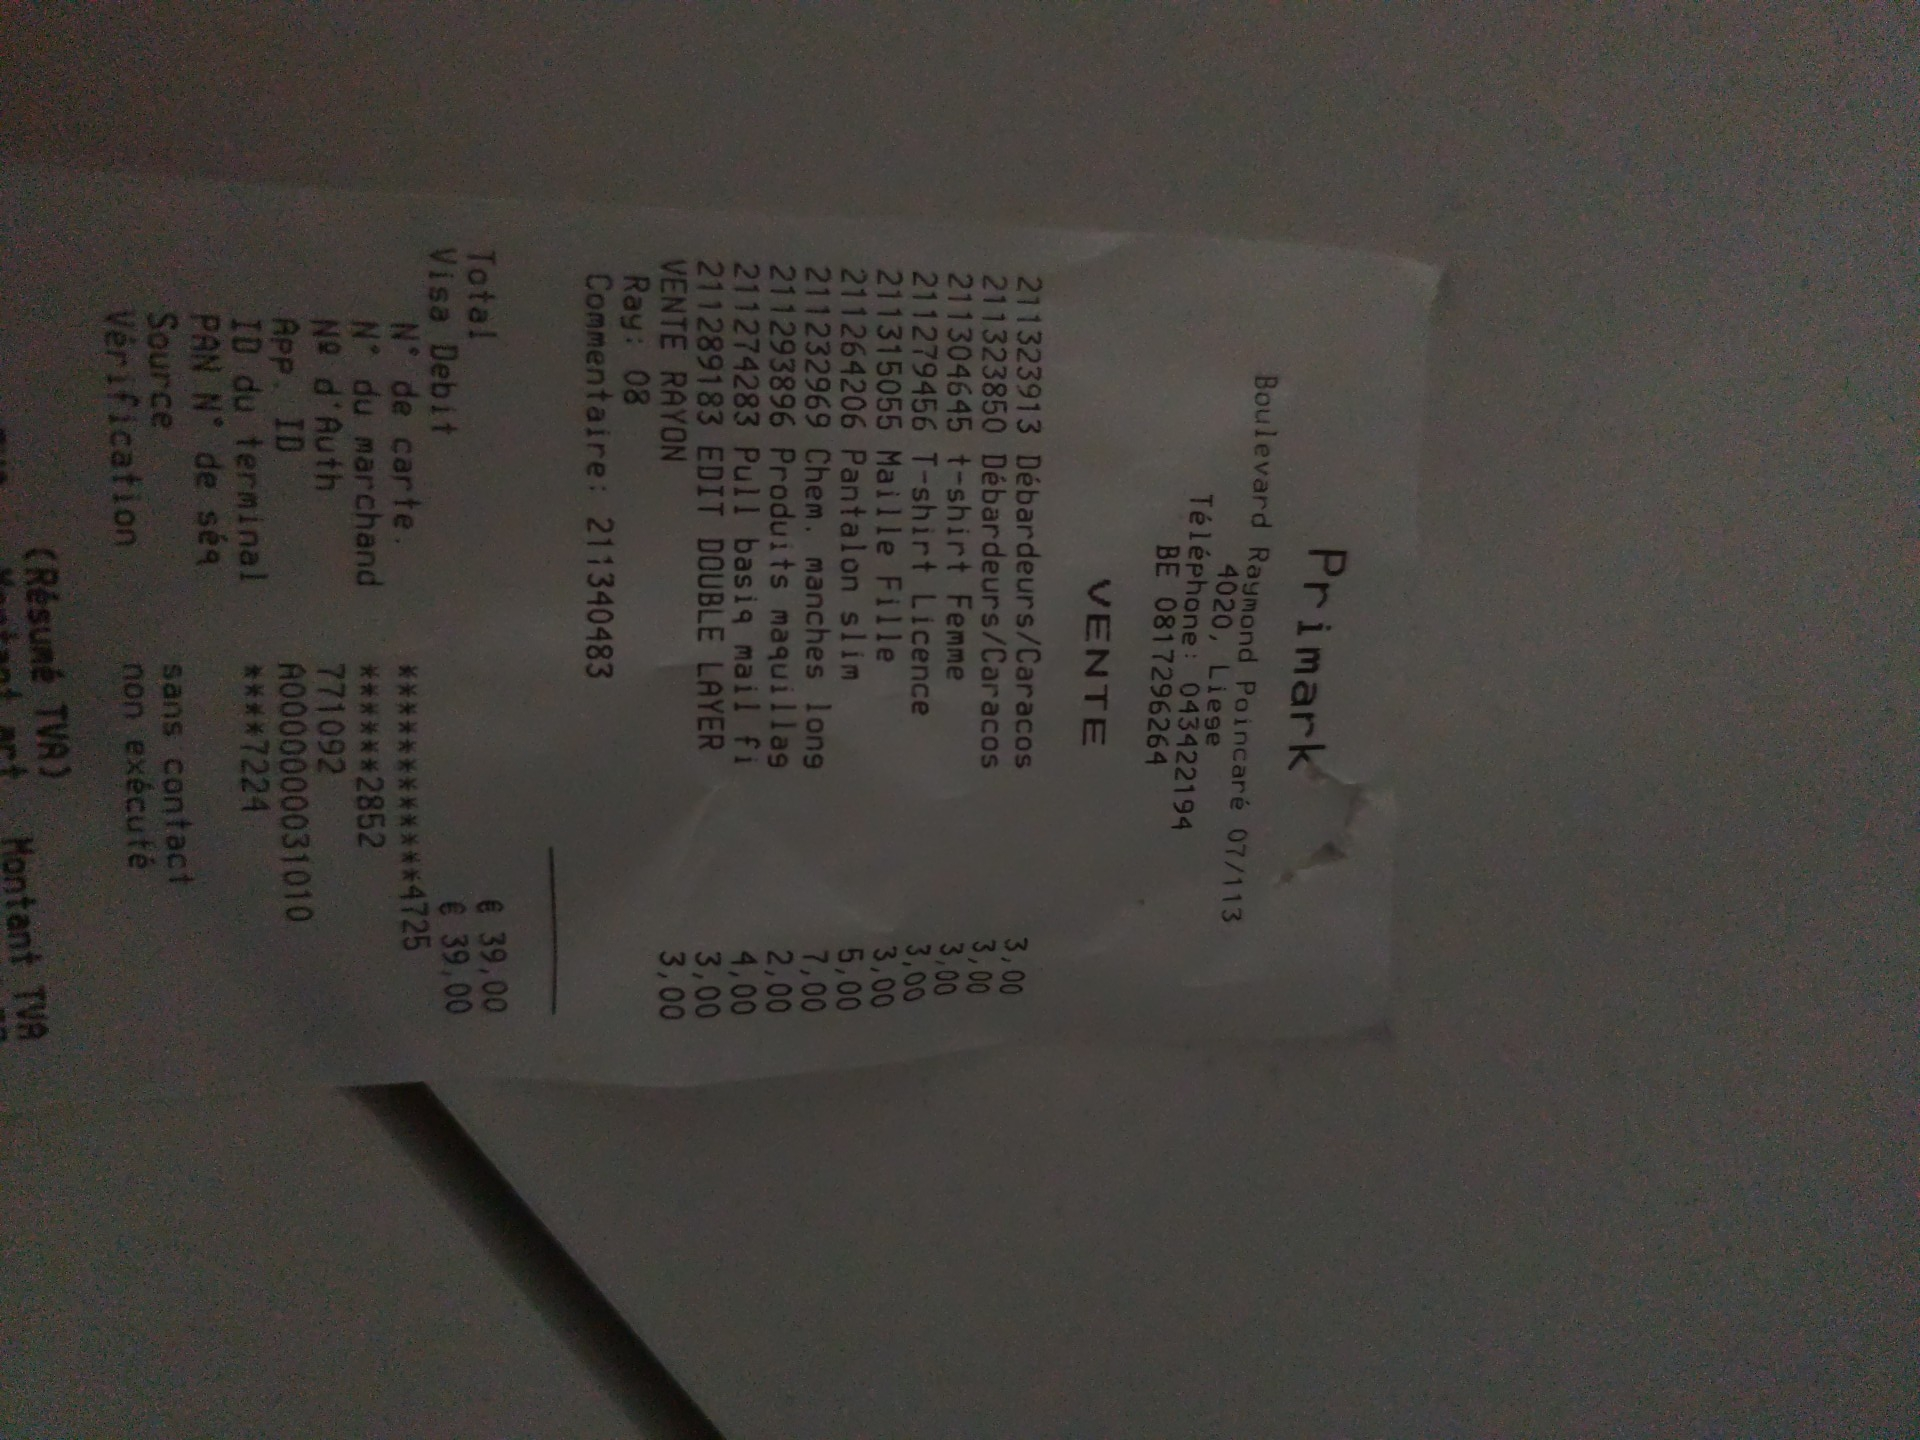 Primark
Boulevard Raymond Poincaré 07/113
4020, Liege
Téléphone: 043422194
BE 0817296264
VENTE
211323913 Débardeurs/Caracos 3,00
211323850 Débardeurs/Caracos 3,00
211304645 t-shirt Femme 3,00
211279456 T-shirt Licence 3,00
211315055 Maille Fille 3,00
211264206 Pantalon slim 5,00
211232969 Chem. manches long 7,00
211293896 Produits maquillag 2,00
211274283 Pull basiq mail fi 4,00
211289183 EDIT DOUBLE LAYER 3,00
VENTE RAYON 3,00
Ray: 08
Commentaire: 211340483
Total € 39,00
Visa Debit € 39,00
N° de carte. ************4725
N° du marchand ******2852
Nº d'Auth 771092
App. ID A0000000031010
ID du terminal ****7224
PAN N° de séq
Source sans contact
Vérification non exécuté
(Résumé TVA)
Montant TVA